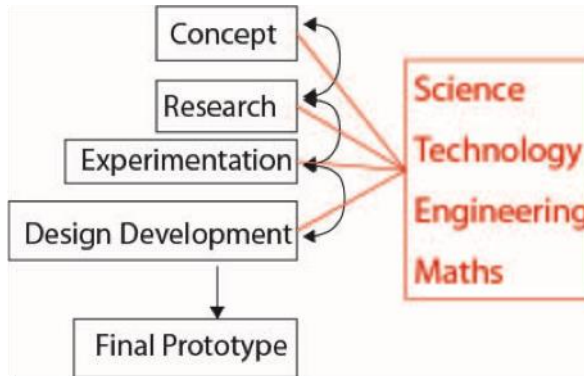 Concept
Research
Experimentation
Design Development
Final Prototype
Science
Technology
Engineering
Maths